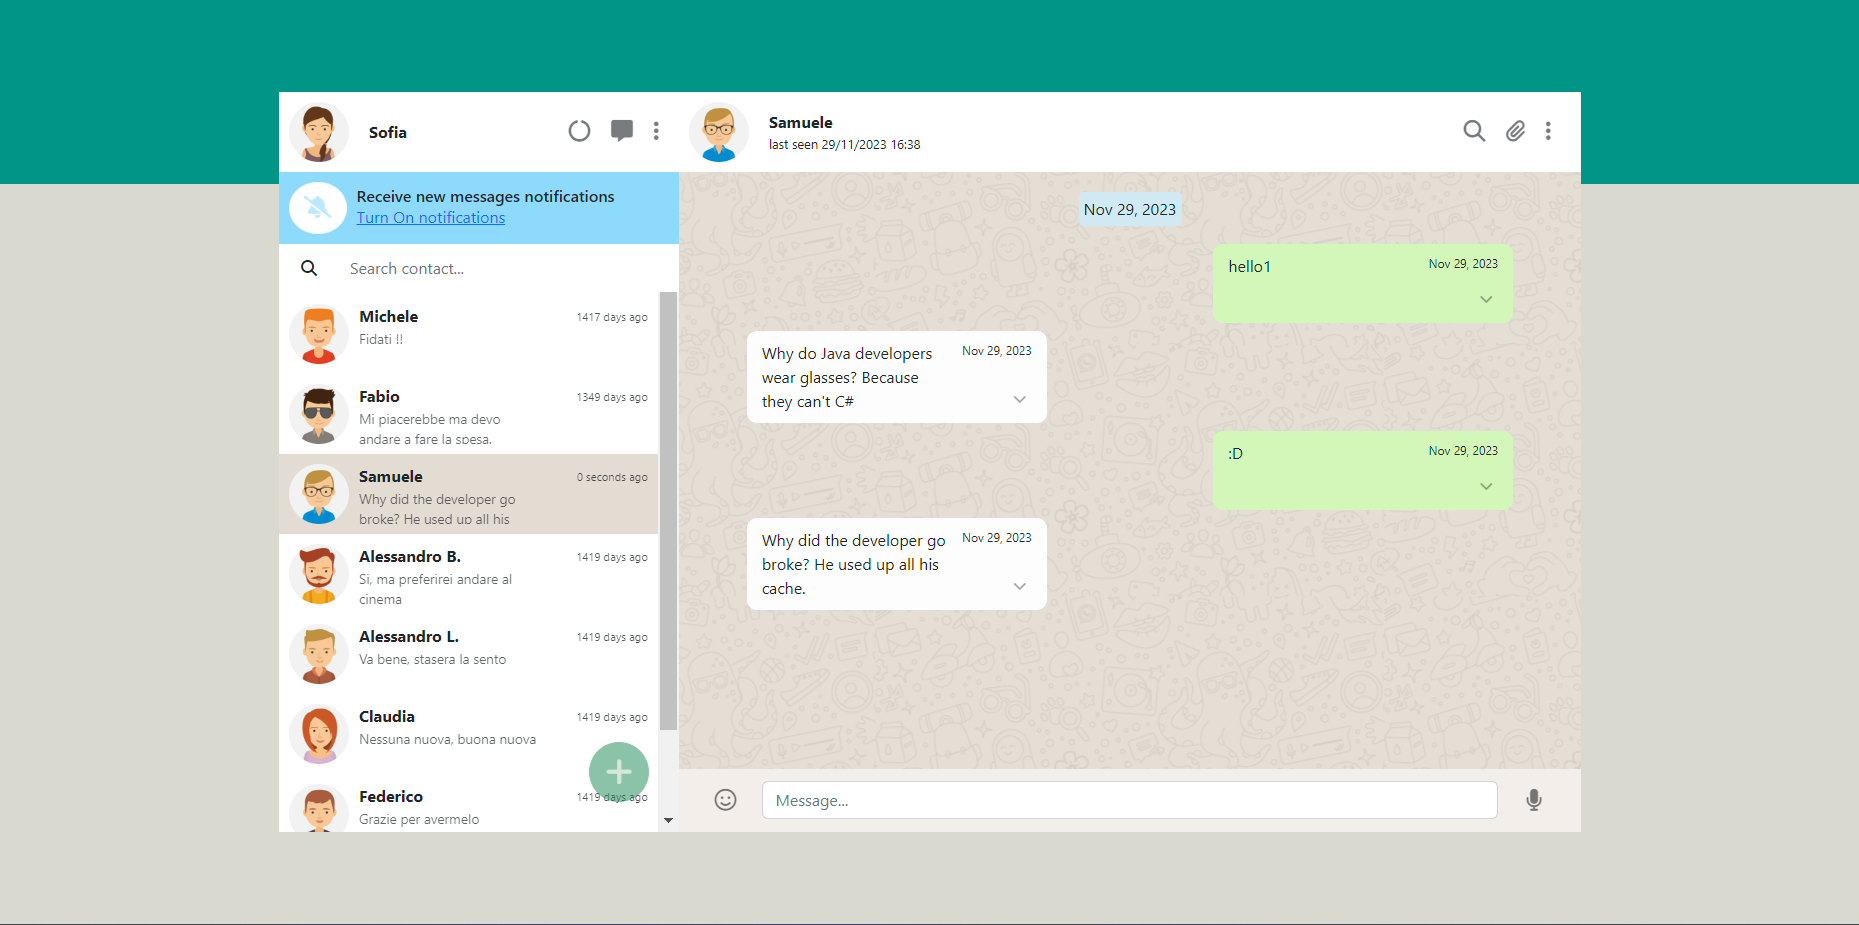 Sofia
Receive new messages notifications
Turn On notifications
Search contact...
Michele
1417 days ago
Fidati !!
Fabio
1349 days ago
Mi piacerebbe ma devo
andare a fare la spesa.
Samuele
0 seconds ago
Why did the developer go
broke? He used up all his
Alessandro B.
1419 days ago
Si, ma preferirei andare al
cinema
Alessandro L.
1419 days ago
Va bene, stasera la sento
Claudia
1419 days ago
Nessuna nuova, buona nuova
Federico
1419 days ago
Grazie per avermelo
Samuele
last seen 29/11/2023 16:38
Nov 29, 2023
hello1
Nov 29, 2023
Why do Java developers
wear glasses? Because
they can't C#
Nov 29, 2023
:D
Nov 29, 2023
Why did the developer go
broke? He used up all his
cache.
Nov 29, 2023
Message...